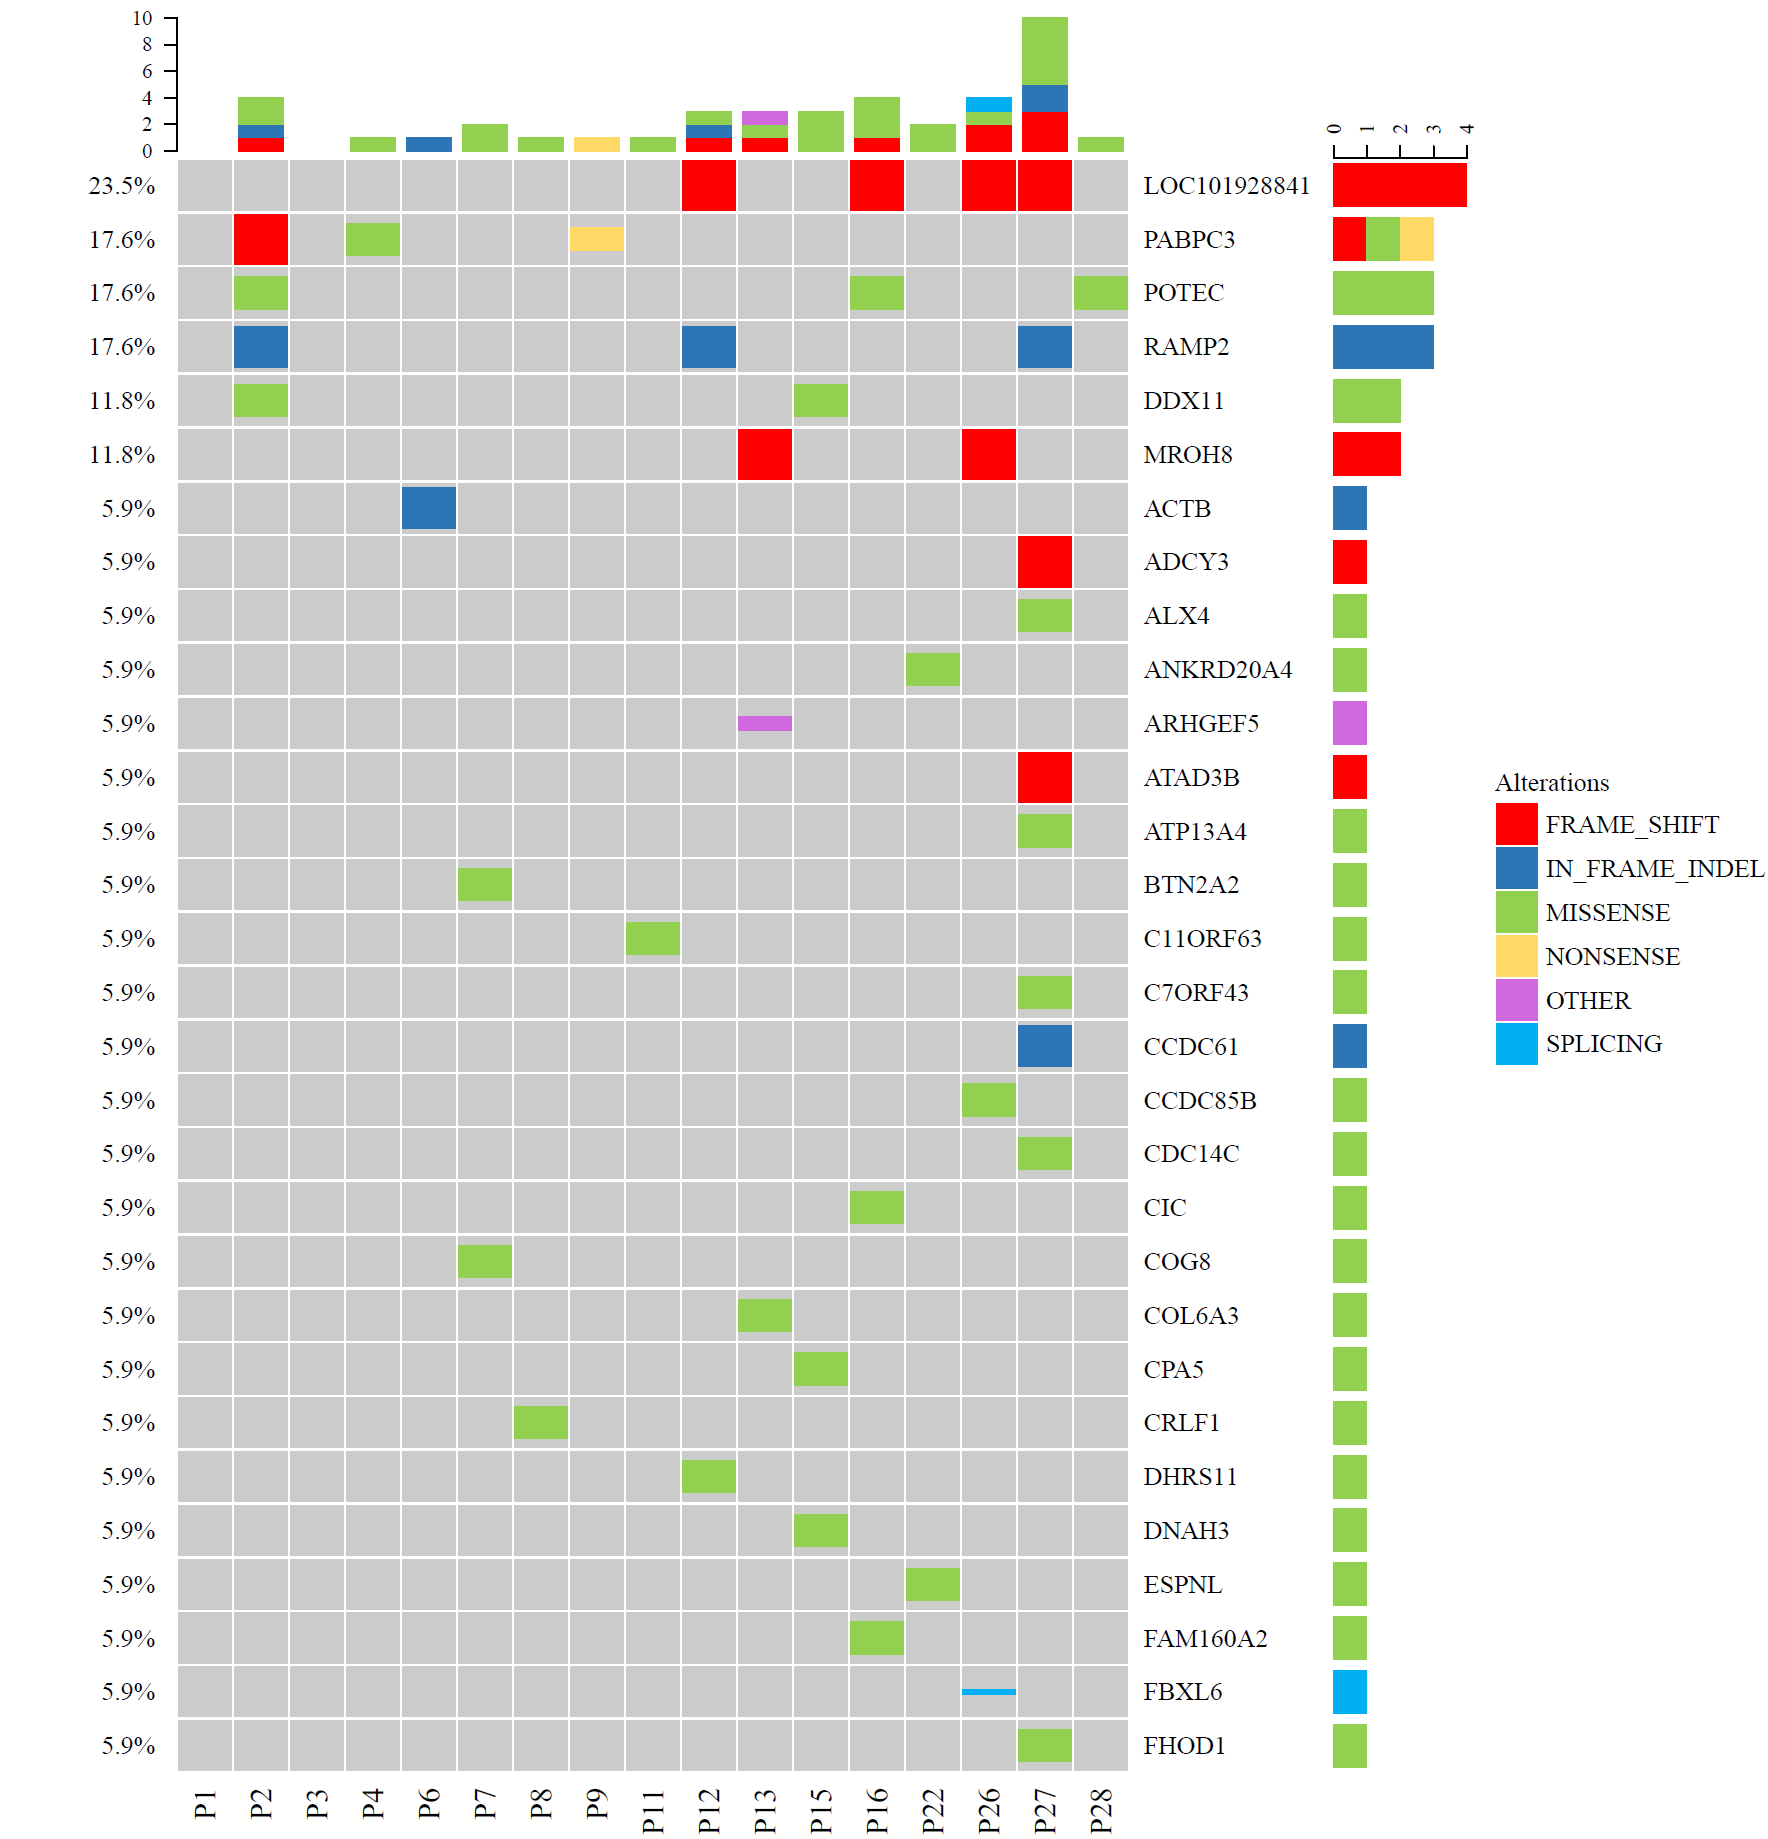 10
8
6
4
2
0
0 1 2 3 4
23.5% LOC101928841
17.6% PABPC3
17.6% POTEC
17.6% RAMP2
11.8% DDX11
11.8% MROH8
5.9% ACTB
5.9% ADCY3
5.9% ALX4
5.9% ANKRD20A4
5.9% ARHGEF5
5.9% ATAD3B
5.9% ATP13A4
5.9% BTN2A2
5.9% C11ORF63
5.9% C7ORF43
5.9% CCDC61
5.9% CCDC85B
5.9% CDC14C
5.9% CIC
5.9% COG8
5.9% COL6A3
5.9% CPA5
5.9% CRLF1
5.9% DHRS11
5.9% DNAH3
5.9% ESPNL
5.9% FAM160A2
5.9% FBXL6
5.9% FHOD1
P1 P2 P3 P4 P6 P7 P8 P9 P11 P12 P13 P15 P16 P22 P26 P27 P28
Alterations
FRAME_SHIFT
IN_FRAME_INDEL
MISSENSE
NONSENSE
OTHER
SPLICING